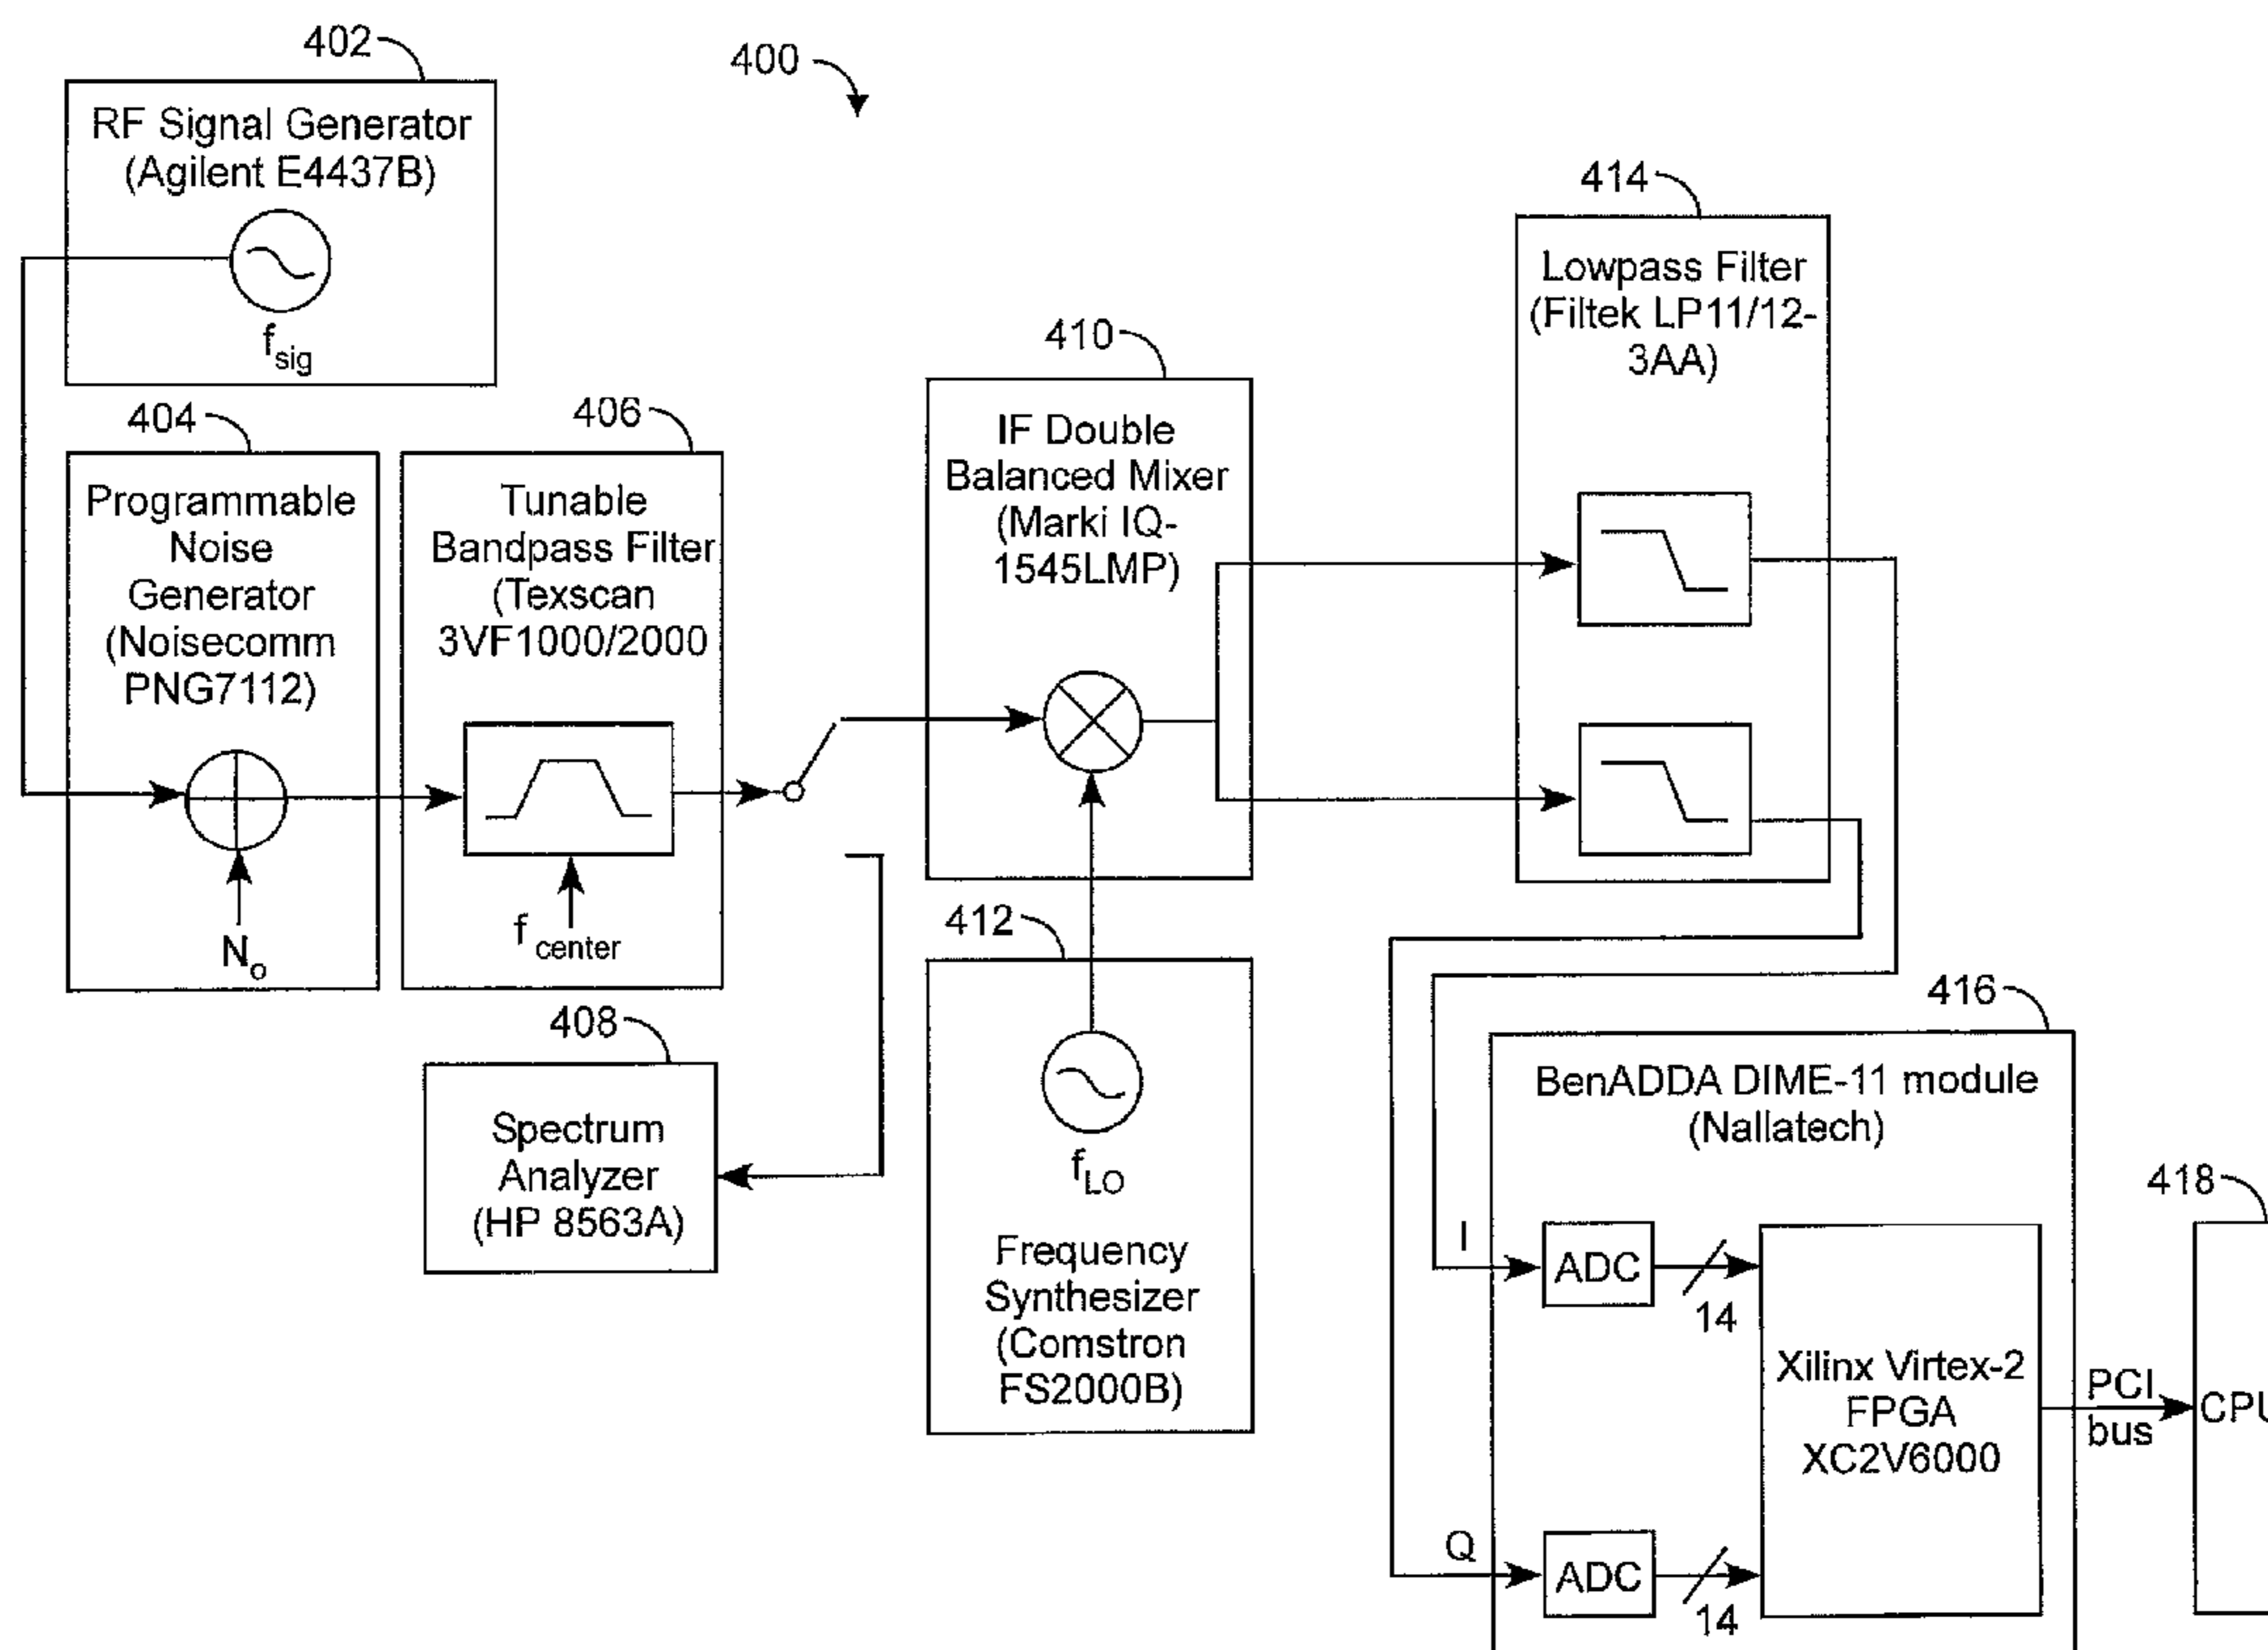 402
400
RF Signal Generator
(Agilent E4437B)
f sig
414
Lowpass Filter
(Filtek LP11/12-
3AA)
410
IF Double
Balanced Mixer
(Marki IQ-
1545LMP)
404
Programmable
Noise
Generator
(Noisecomm
PNG7112)
No
406
Tunable
Bandpass Filter
(Texscan
3VF1000/2000
f center
408
Spectrum
Analyzer
(HP 8563A)
412
fLO
Frequency
Synthesizer
(Comstron
FS2000B)
416
BenADDA DIME-11 module
(Nallatech)
I
ADC
14
Xilinx Virtex-2
FPGA
XC2V6000
Q
ADC
14
PCI
bus
418
CPU